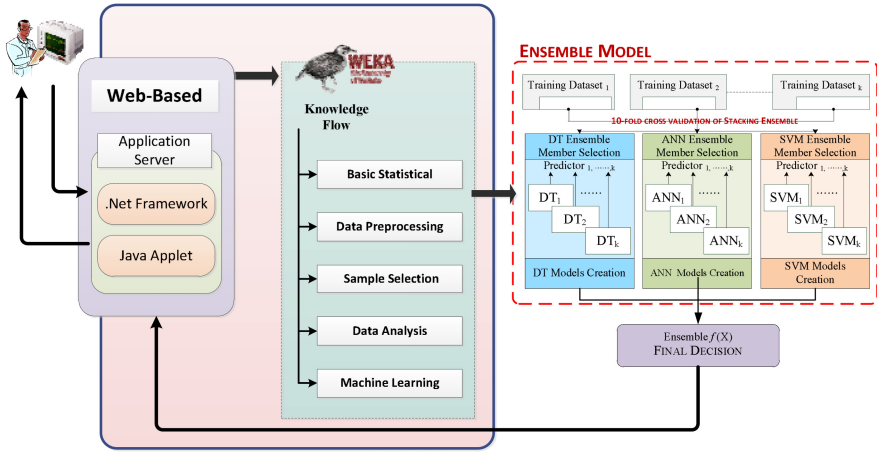 Web-Based
Application
Server
.Net Framework
Java Applet
WEKA
Knowledge
Flow
Basic Statistical
Data Preprocessing
Sample Selection
Data Analysis
Machine Learning
ENSEMBLE MODEL
Training Dataset 1
Training Dataset 2
Training Dataset k
10-FOLD CROSS VALIDATION OF STACKING ENSEMBLE
DT Ensemble
Member Selection
Predictor 1, ......,k
......
DT1
DT2
DTk
DT Models Creation
ANN Ensemble
Member Selection
Predictor 1, ......,k
......
ANN1
ANN2
ANNk
ANN Models Creation
SVM Ensemble
Member Selection
Predictor 1, ......,k
......
SVM1
SVM2
SVMk
SVM Models
Creation
Ensemble f(X)
FINAL DECISION